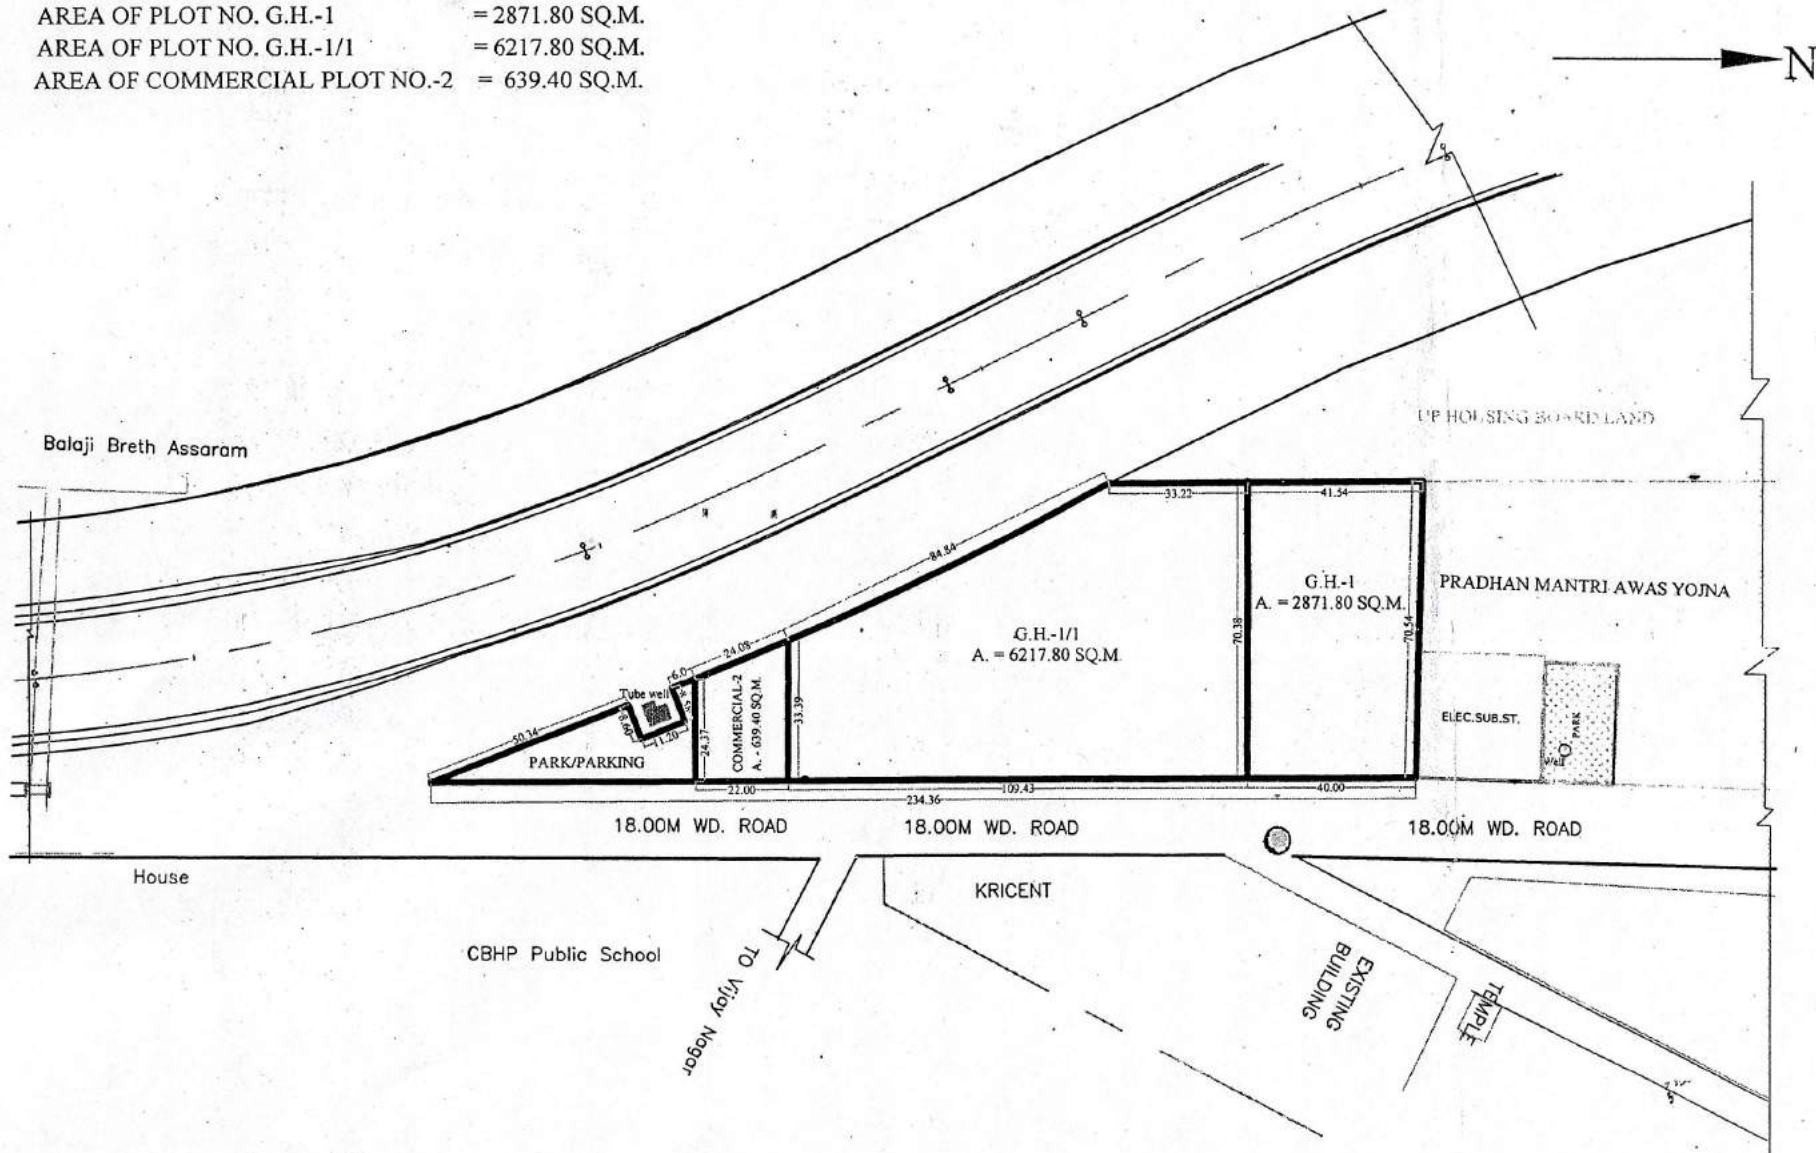 AREA OF PLOT NO. G.H.-1 = 2871.80 SQ.M.
AREA OF PLOT NO. G.H.-1/1 = 6217.80 SQ.M.
AREA OF COMMERCIAL PLOT NO.-2 = 639.40 SQ.M.
N
UP HOUSING BOARD LAND
Balaji Breth Assaram
33.22
41.54
84.84
G.H.-1
A. = 2871.80 SQ.M.
PRADHAN MANTRI AWAS YOJNA
G.H.-1/1
A. = 6217.80 SQ.M.
70.38
70.54
24.08
6.0
Tube well
8.60
11.20
50.34
PARK/PARKING
24.37
COMMERCIAL-2
A. - 639.40 SQ.M.
33.39
ELEC.SUB.ST.
PARK
Well
22.00
109.43
40.00
234.36
18.00M WD. ROAD
18.00M WD. ROAD
18.00M WD. ROAD
House
KRICENT
CBHP Public School
TO Vijay Nagar
EXISTING
BUILDING
TEMPLE